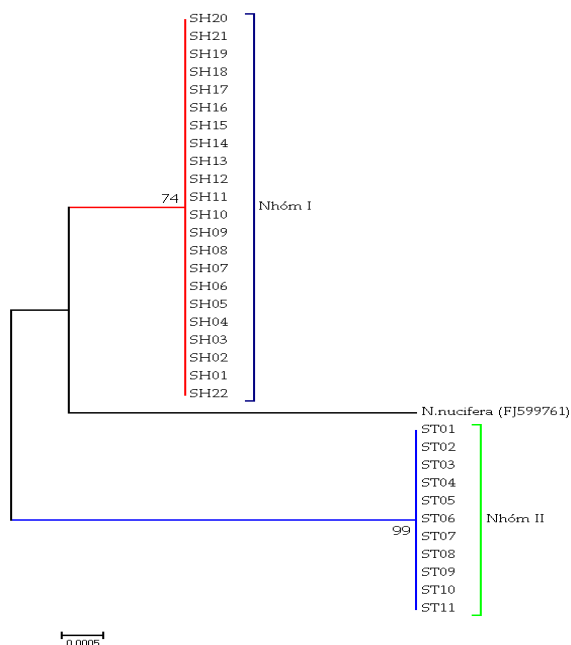 SH20
SH21
SH19
SH18
SH17
SH16
SH15
SH14
SH13
SH12
74 SH11
Nhóm I
SH10
SH09
SH08
SH07
SH06
SH05
SH04
SH03
SH02
SH01
SH22
N.nucifera (FJ599761)
ST01
ST02
ST03
ST04
ST05
ST06
Nhóm II
99
ST07
ST08
ST09
ST10
ST11
0.0005